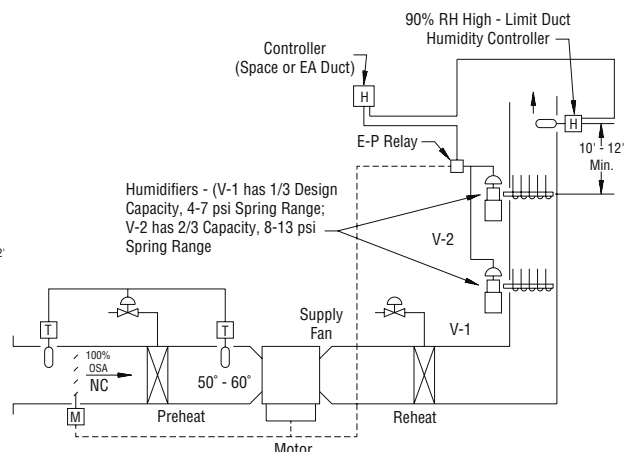 90% RH High - Limit Duct
Humidity Controller
Controller
(Space or EA Duct)
H
H
E-P Relay
10' - 12'
Min.
Humidifiers - (V-1 has 1/3 Design
Capacity, 4-7 psi Spring Range;
V-2 has 2/3 Capacity, 8-13 psi
Spring Range
2'
V-2
V-1
Supply
Fan
T
T
100%
OSA
NC
50° - 60°
M
Preheat
Reheat
Motor